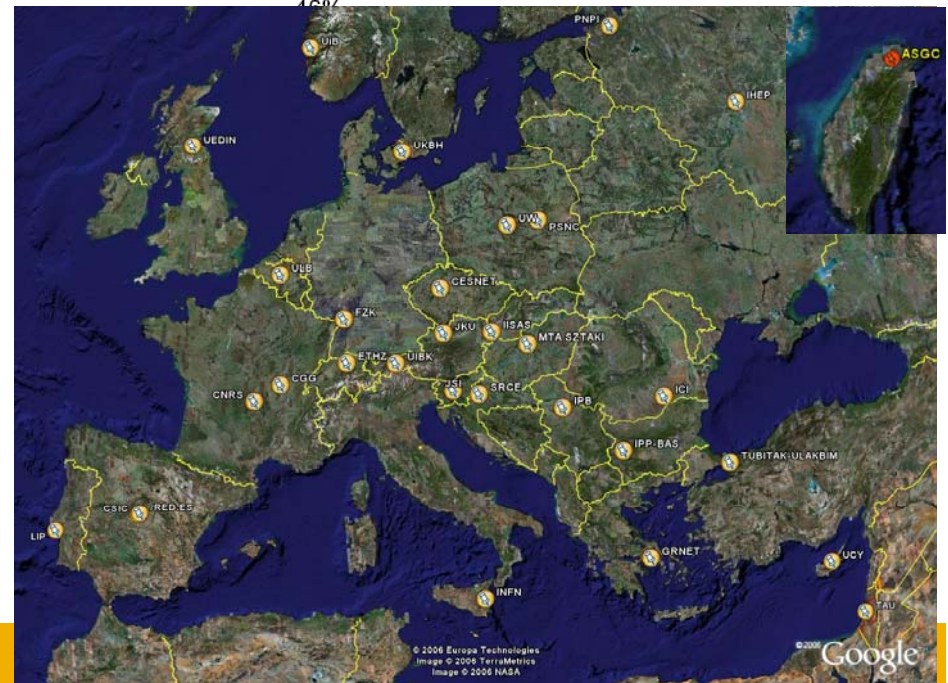 46%
PNPI
UiB
ASGC
IHEP
UEDIN
UKBH
UW
PSNC
ULB
CESNET
FZK
JKU
IISAS
MTA SZTAKI
ETHZ
UIBK
CGG
CNRS
JSI
SRCE
IPB
ICI
IPP-BAS
TUBITAK-ULAKBIM
CSIC
RED.ES
LIP
GRNET
UCY
INFN
TAU
© 2006 Europa Technologies
Image © 2006 TerraMetrics
Image © 2006 NASA
© 2006 Google